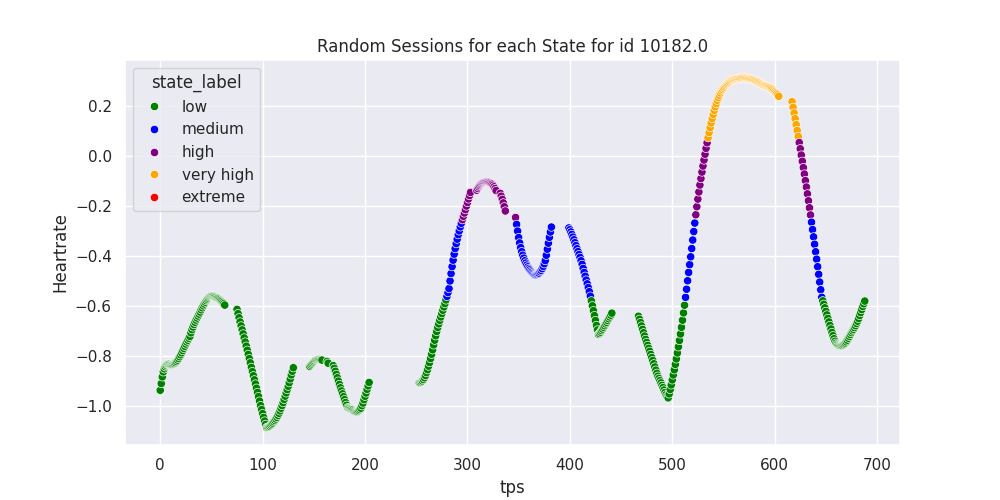 Random Sessions for each State for id 10182.0
state_label
low
medium
high
very high
extreme
Heartrate
0.2
0.0
−0.2
−0.4
−0.6
−0.8
−1.0
0 100 200 300 400 500 600 700
tps